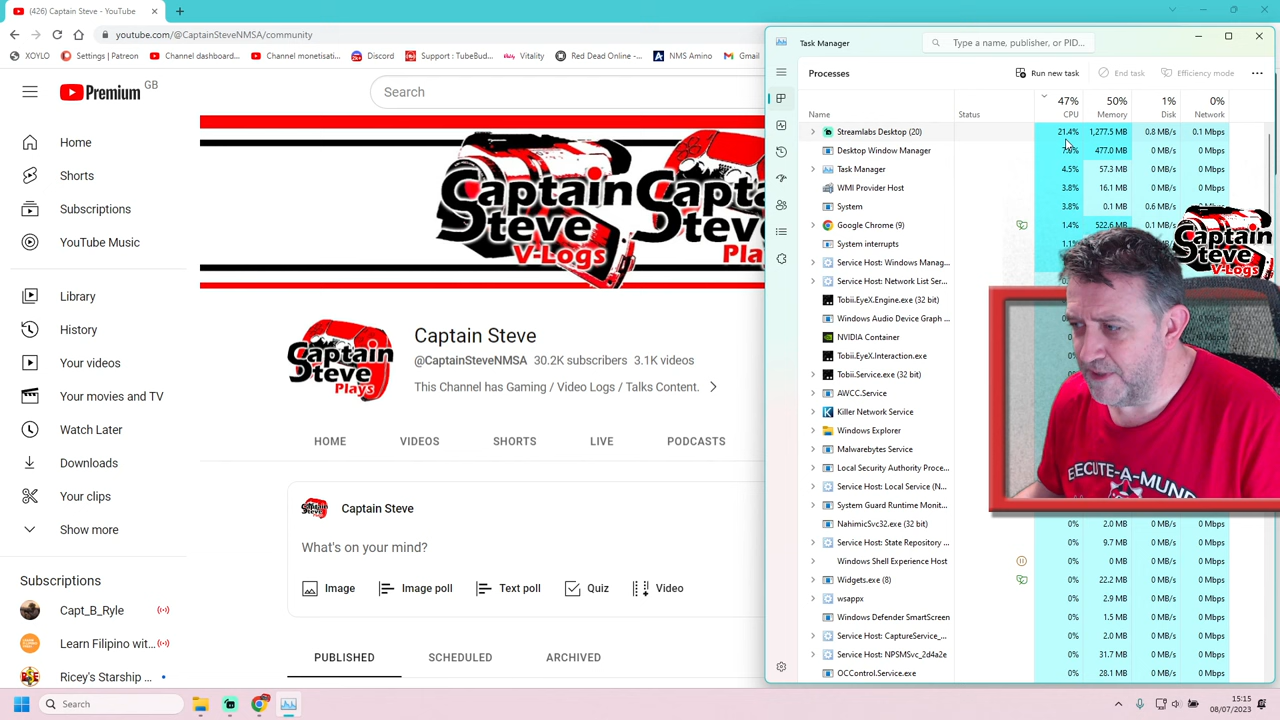 (426) Captain Steve - YouTube
youtube.com/@CaptainSteveNMSA/community
XOYLO
Settings | Patreon
Channel dashboard...
Channel monetisati...
Discord
Support : TubeBud...
Vitality
Red Dead Online -...
NMS Amino
Gmail
Premium
GB
Search
Home
Shorts
Subscriptions
YouTube Music
Library
History
Your videos
Your movies and TV
Watch Later
Downloads
Your clips
Show more
Subscriptions
Capt_B_Ryle
Learn Filipino wit...
Ricey's Starship ...
Captain
Steve
V-Logs
Captain
Steve
Plays
Captain Steve
@CaptainSteveNMSA 30.2K subscribers 3.1K videos
This Channel has Gaming / Video Logs / Talks Content.
HOME VIDEOS SHORTS LIVE PODCASTS
Captain Steve
What's on your mind?
Image Image poll Text poll Quiz Video
PUBLISHED SCHEDULED ARCHIVED
Task Manager
Type a name, publisher, or PID...
Processes
Run new task
End task
Efficiency mode
47% 50% 1% 0%
Name Status CPU Memory Disk Network
Streamlabs Desktop (20) 21.4% 1,277.5 MB 0.8 MB/s 0.1 Mbps
Desktop Window Manager 477.0 MB 0 MB/s 0 Mbps
Task Manager 4.5% 57.3 MB 0 MB/s 0 Mbps
WMI Provider Host 3.8% 16.1 MB 0 MB/s 0 Mbps
System 3.8% 0.1 MB 0.6 MB/s 0 Mbps
Google Chrome (9) 1.4% 522.6 MB 0.1 MB/s
System interrupts 1.1%
Service Host: Windows Manag...
Service Host: Network List Ser...
Tobii.EyeX.Engine.exe (32 bit)
Windows Audio Device Graph ...
NVIDIA Container
Tobii.EyeX.Interaction.exe
Tobii.Service.exe (32 bit)
AWCC.Service
Killer Network Service
Windows Explorer
Malwarebytes Service
Local Security Authority Proce...
Service Host: Local Service (N...
System Guard Runtime Monit...
NahimicSvc32.exe (32 bit) 0% 2.0 MB 0 MB/s 0 Mbps
Service Host: State Repository ... 0% 9.7 MB 0 MB/s 0 Mbps
Windows Shell Experience Host 0% 0 MB/s 0 Mbps
Widgets.exe (8) 0% 22.2 MB 0 MB/s 0 Mbps
wsappx 0% 2.9 MB 0 MB/s 0 Mbps
Windows Defender SmartScreen 0% 1.5 MB 0 MB/s 0 Mbps
Service Host: CaptureService_... 0% 2.0 MB 0 MB/s 0 Mbps
Service Host: NPSMSvc_2d4a2e 0% 31.7 MB 0 MB/s 0 Mbps
OCControl.Service.exe 0% 28.1 MB 0 MB/s 0 Mbps
Captain
Steve
V-Logs
EECUTE-A-MUND
Search
15:15
08/07/2023